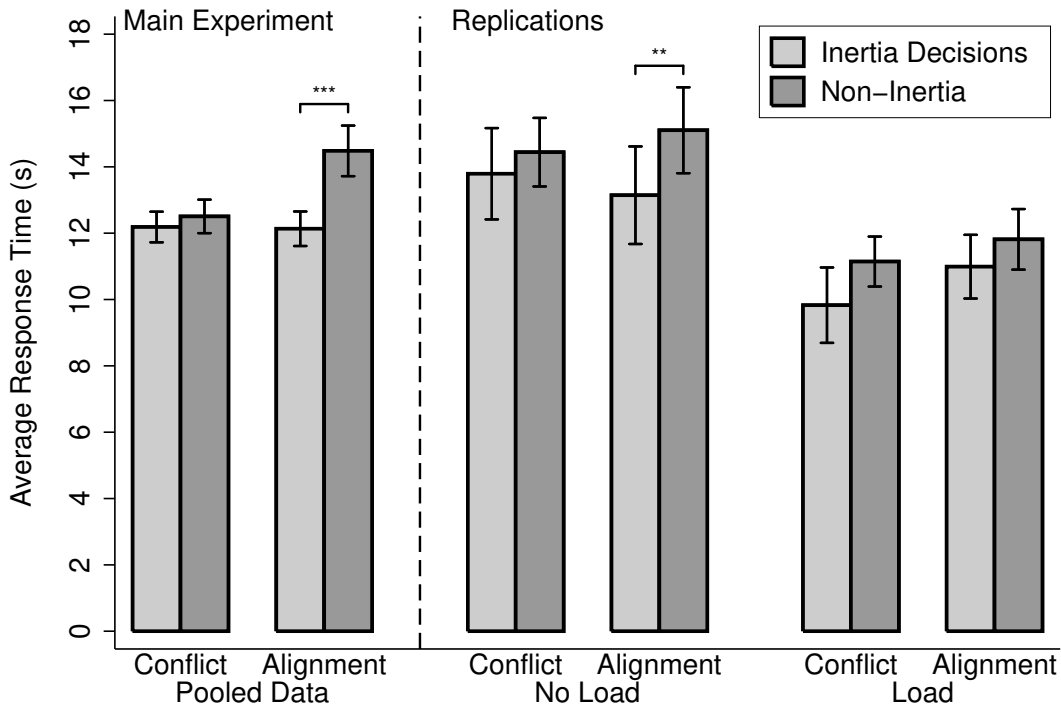 Main Experiment
Replications
Inertia Decisions
Non−Inertia
***
**
Average Response Time (s)
18
16
14
12
10
8
6
4
2
0
Conflict Alignment Conflict Alignment Conflict Alignment
Pooled Data No Load Load